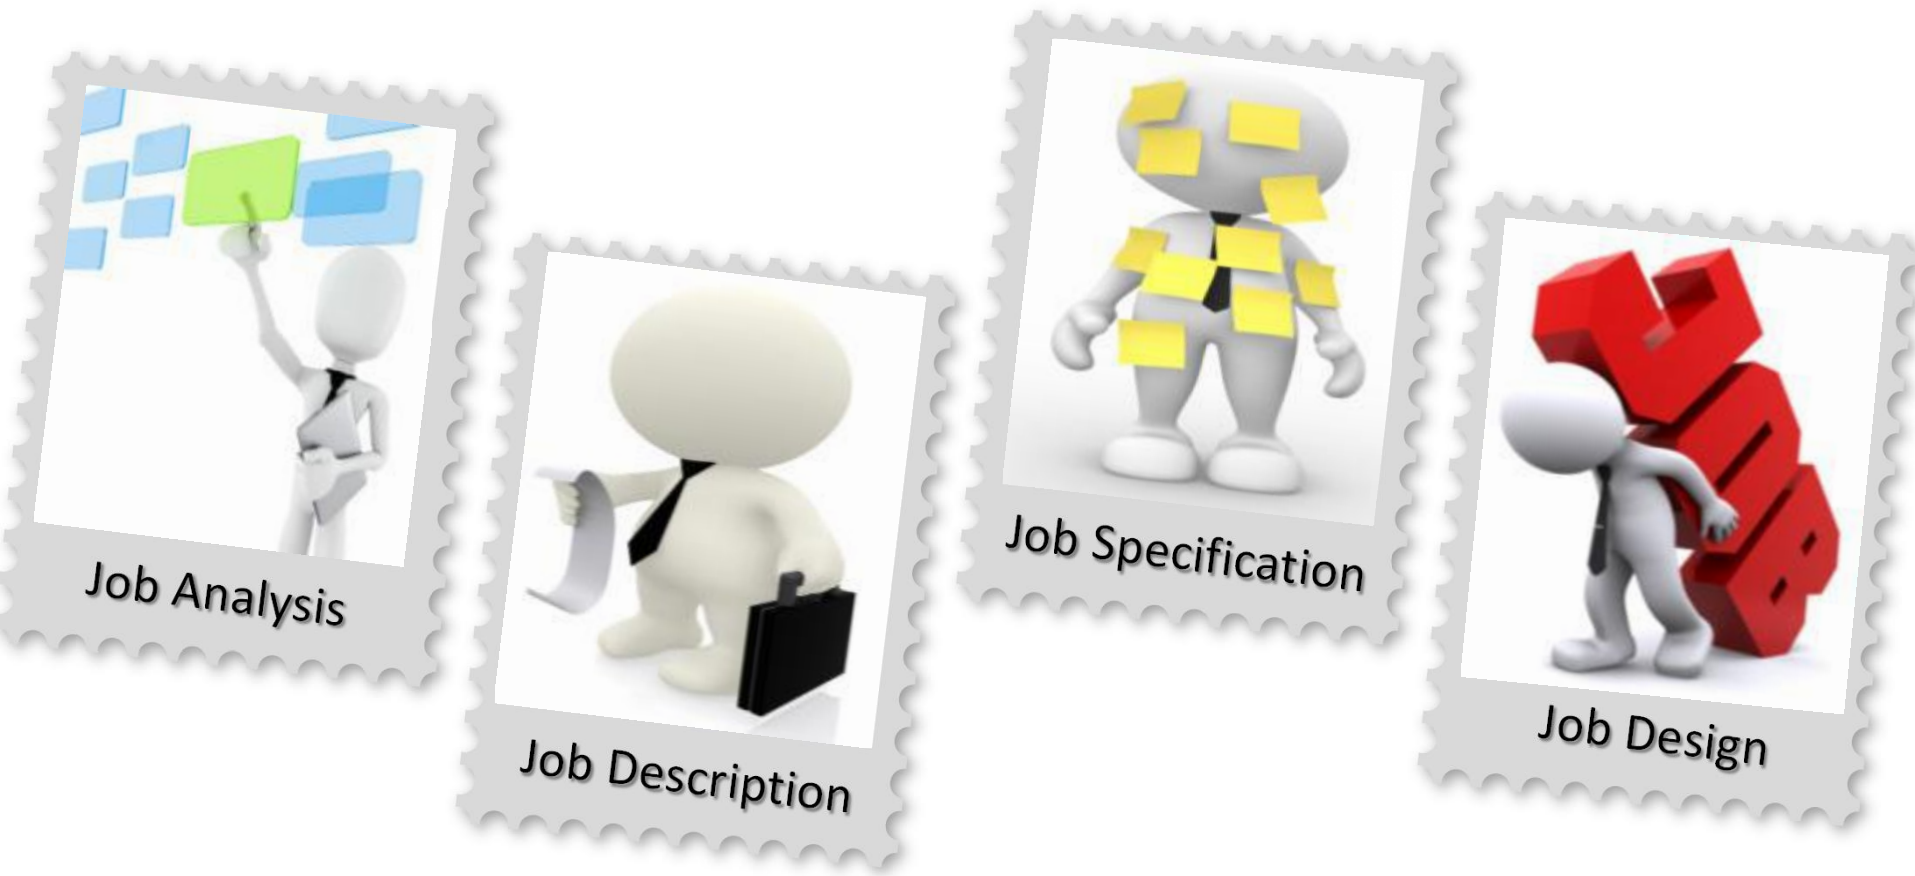 Job Analysis
Job Description
Job Specification
JOB
Job Design